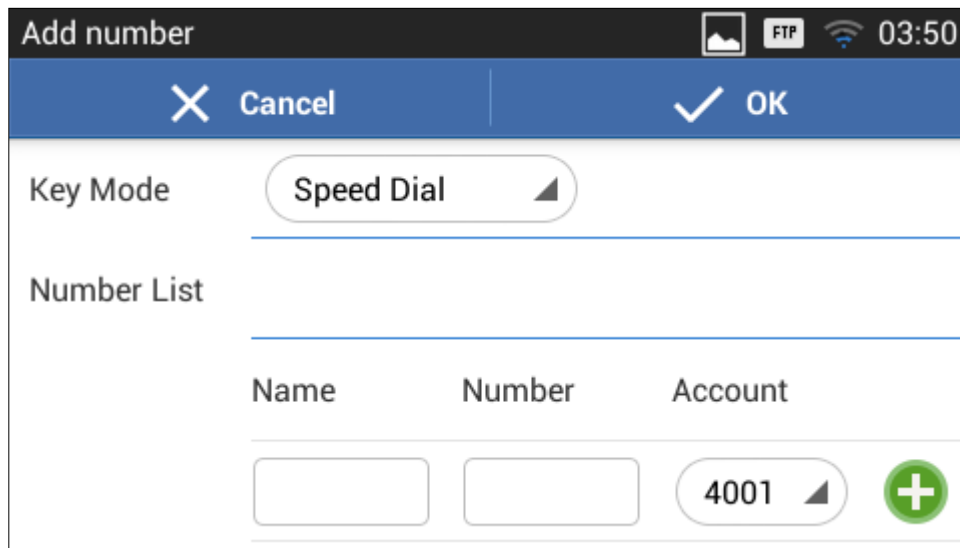 Add number FTP 03:50
Cancel OK
Key Mode Speed Dial
Number List
Name Number Account
4001